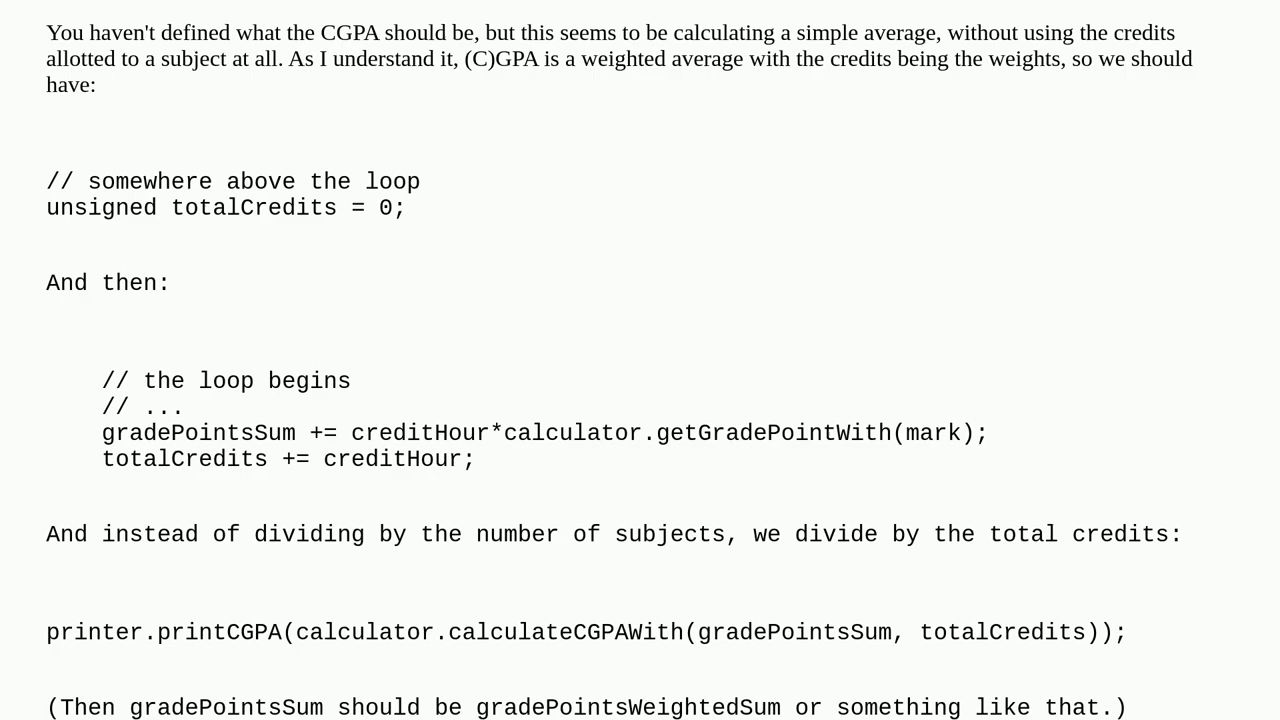 You haven't defined what the CGPA should be, but this seems to be calculating a simple average, without using the credits
allotted to a subject at all. As I understand it, (C)GPA is a weighted average with the credits being the weights, so we should
have:
// somewhere above the loop
unsigned totalCredits = 0;
And then:
// the loop begins
// ...
gradePointsSum += creditHour*calculator.getGradePointWith(mark);
totalCredits += creditHour;
And instead of dividing by the number of subjects, we divide by the total credits:
printer.printCGPA(calculator.calculateCGPAWith(gradePointsSum, totalCredits));
(Then gradePointsSum should be gradePointsWeightedSum or something like that.)